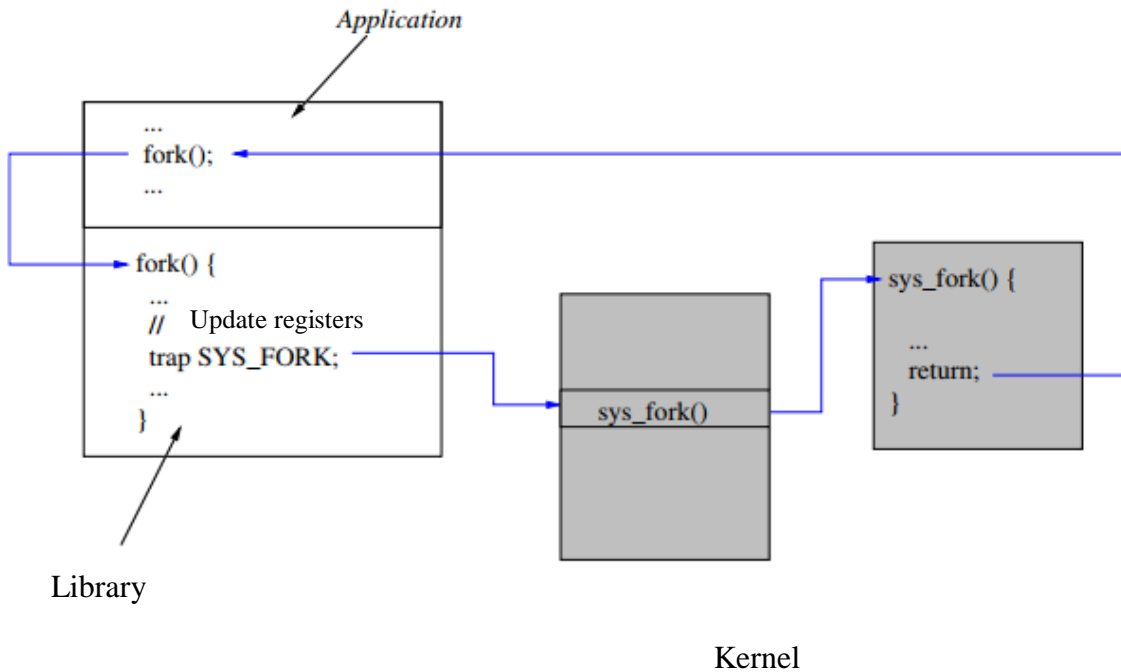 Application
...
fork();
...
fork() {
...
// Update registers
trap SYS_FORK;
...
}
Library
sys_fork()
sys_fork() {
...
return;
}
Kernel